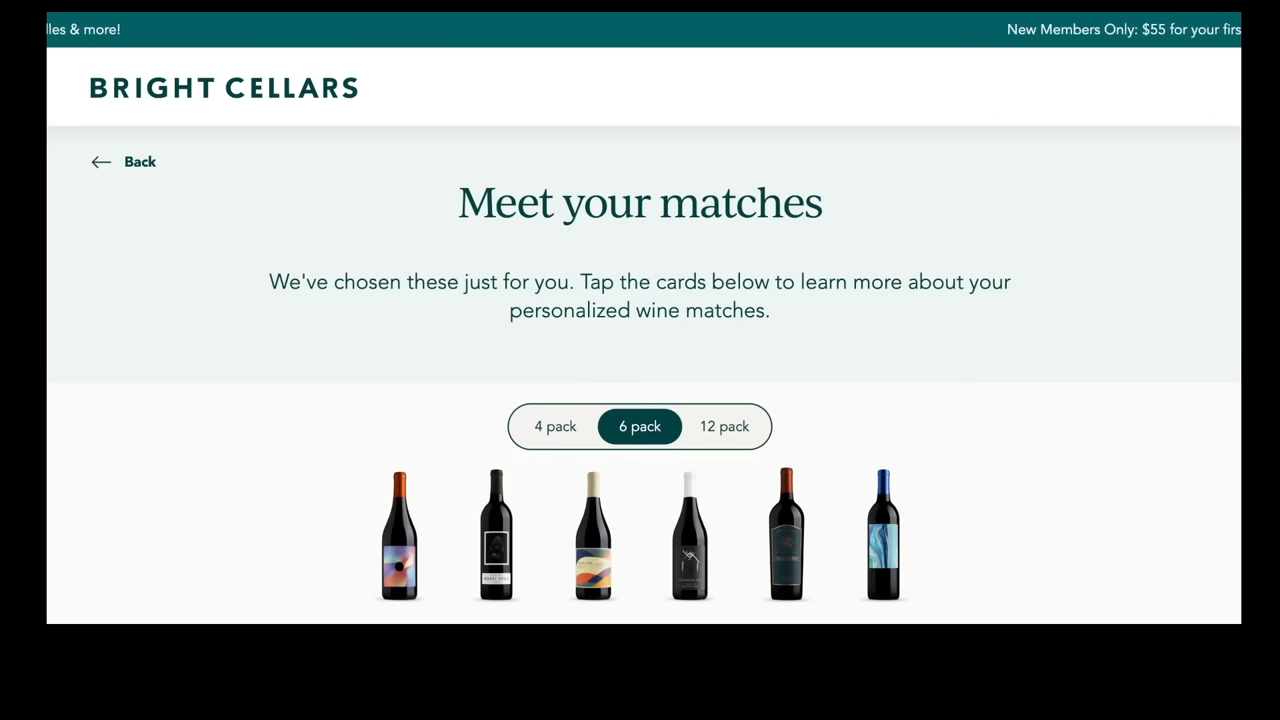 lles & more!
New Members Only: $55 for your firs
BRIGHT CELLARS
Back
Meet your matches
We've chosen these just for you. Tap the cards below to learn more about your
personalized wine matches.
4 pack
6 pack
12 pack